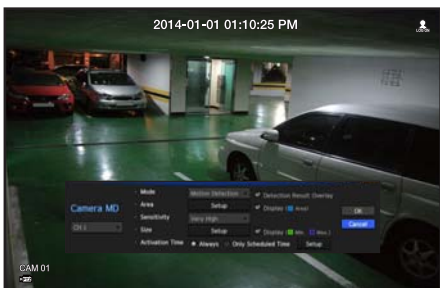 2014-01-01 01:10:25 PM
LOG ON
Camera MD
CH 1
· Mode Motion Detection Detection Result Overlay
· Area Setup Display ( Area)
· Sensitivity Very High
· Size Setup Display ( Min. Max.)
· Activation Time Always Only Scheduled Time Setup
OK
Cancel
CAM 01